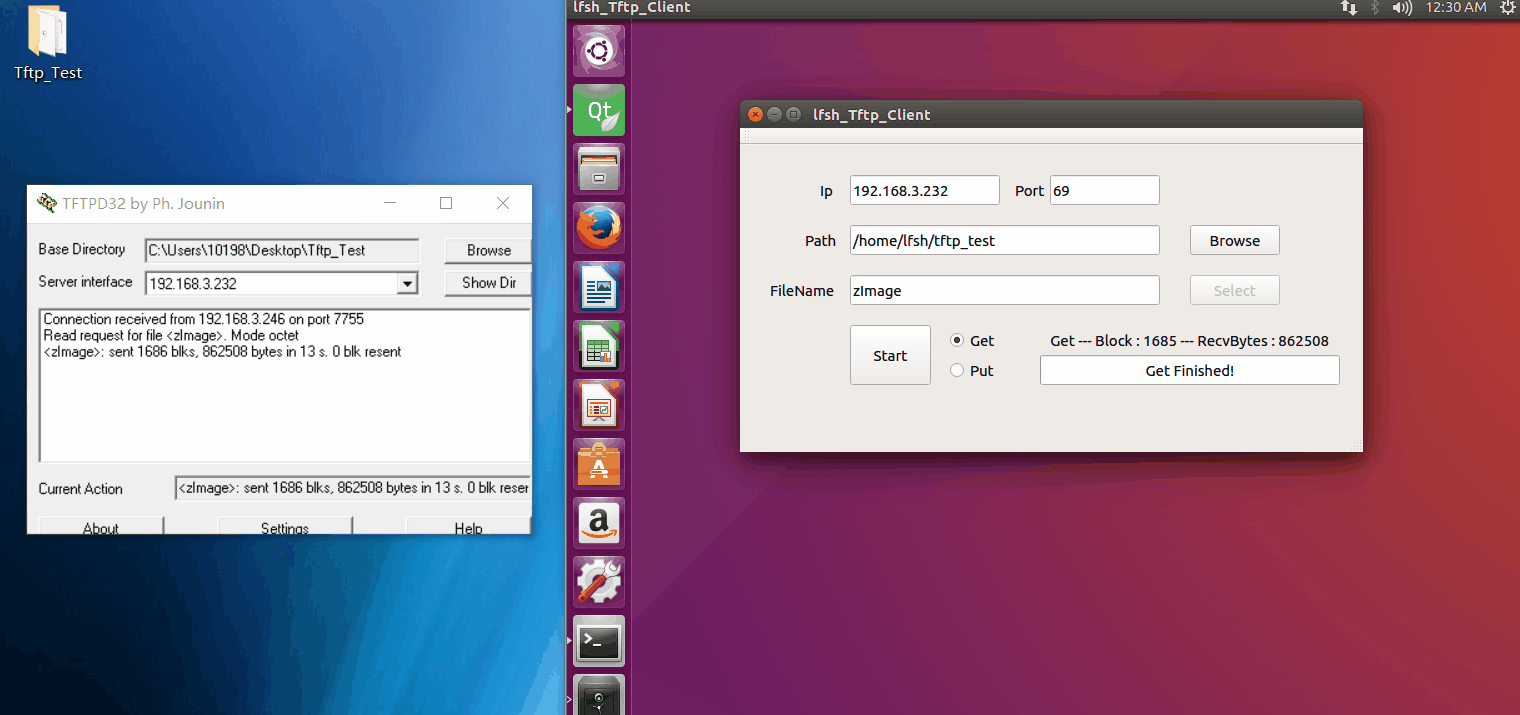 Tftp_Test
TFTPD32 by Ph. Jounin
Base Directory C:\Users\10198\Desktop\Tftp_Test Browse
Server interface 192.168.3.232 Show Dir
Connection received from 192.168.3.246 on port 7755
Read request for file <zImage>. Mode octet
<zImage>: sent 1686 blks, 862508 bytes in 13 s. 0 blk resent
Current Action <zImage>: sent 1686 blks, 862508 bytes in 13 s. 0 blk reser
About Settings Help
lfsh_Tftp_Client 12:30 AM
Qt
lfsh_Tftp_Client
Ip 192.168.3.232 Port 69
Path /home/lfsh/tftp_test Browse
FileName zImage Select
Start
Get Get --- Block : 1685 --- RecvBytes : 862508
Put Get Finished!